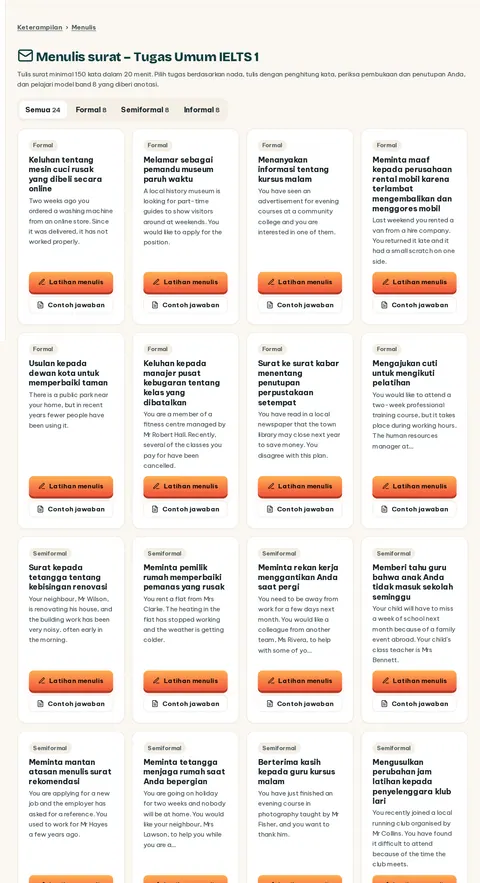 Keterampilan › Menulis
Menulis surat – Tugas Umum IELTS 1
Tulis surat minimal 150 kata dalam 20 menit. Pilih tugas berdasarkan nada, tulis dengan penghitung kata, periksa pembukaan dan penutupan Anda,
dan pelajari model band 8 yang diberi anotasi.
Semua 24
Formal 8
Semiformal 8
Informal 8
Formal
Keluhan tentang
mesin cuci rusak
yang dibeli secara
online
Two weeks ago you
ordered a washing machine
from an online store. Since
it was delivered, it has not
worked properly.
Latihan menulis
Contoh jawaban
Formal
Melamar sebagai
pemandu museum
paruh waktu
A local history museum is
looking for part-time
guides to show visitors
around at weekends. You
would like to apply for the
position.
Latihan menulis
Contoh jawaban
Formal
Menanyakan
informasi tentang
kursus malam
You have seen an
advertisement for evening
courses at a community
college and you are
interested in one of them.
Latihan menulis
Contoh jawaban
Formal
Meminta maaf
kepada perusahaan
rental mobil karena
terlambat
mengembalikan dan
menggores mobil
Last weekend you rented a
van from a hire company.
You returned it late and it
had a small scratch on one
side.
Latihan menulis
Contoh jawaban
Formal
Usulan kepada
dewan kota untuk
memperbaiki taman
There is a public park near
your home, but in recent
years fewer people have
been using it.
Latihan menulis
Contoh jawaban
Formal
Keluhan kepada
manajer pusat
kebugaran tentang
kelas yang
dibatalkan
You are a member of a
fitness centre managed by
Mr Robert Hall. Recently,
several of the classes you
pay for have been
cancelled.
Latihan menulis
Contoh jawaban
Formal
Surat ke surat kabar
menentang
penutupan
perpustakaan
setempat
You have read in a local
newspaper that the town
library may close next year
to save money. You
disagree with this plan.
Latihan menulis
Contoh jawaban
Formal
Mengajukan cuti
untuk mengikuti
pelatihan
You would like to attend a
two-week professional
training course, but it takes
place during working hours.
The human resources
manager at...
Latihan menulis
Contoh jawaban
Semiformal
Surat kepada
tetangga tentang
kebisingan renovasi
Your neighbour, Mr Wilson,
is renovating his house, and
the building work has been
very noisy, often early in
the morning.
Latihan menulis
Contoh jawaban
Semiformal
Meminta pemilik
rumah memperbaiki
pemanas yang rusak
You rent a flat from Mrs
Clarke. The heating in the
flat has stopped working
and the weather is getting
colder.
Latihan menulis
Contoh jawaban
Semiformal
Meminta rekan kerja
menggantikan Anda
saat pergi
You need to be away from
work for a few days next
month. You would like a
colleague from another
team, Ms Rivera, to help
with some of yo...
Latihan menulis
Contoh jawaban
Semiformal
Memberi tahu guru
bahwa anak Anda
tidak masuk sekolah
seminggu
Your child will have to miss
a week of school next
month because of a family
event abroad. Your child's
class teacher is Mrs
Bennett.
Latihan menulis
Contoh jawaban
Semiformal
Meminta mantan
atasan menulis surat
rekomendasi
You are applying for a new
job and the employer has
asked for a reference. You
used to work for Mr Hayes
a few years ago.
Semiformal
Meminta tetangga
menjaga rumah saat
Anda bepergian
You are going on holiday
for two weeks and nobody
will be at home. You would
like your neighbour, Mrs
Lawson, to help you while
you are a...
Semiformal
Berterima kasih
kepada guru kursus
malam
You have just finished an
evening course in
photography taught by Mr
Fisher, and you want to
thank him.
Semiformal
Mengusulkan
perubahan jam
latihan kepada
penyelenggara klub
lari
You recently joined a local
running club organised by
Mr Collins. You have found
it difficult to attend
because of the time the
club meets.